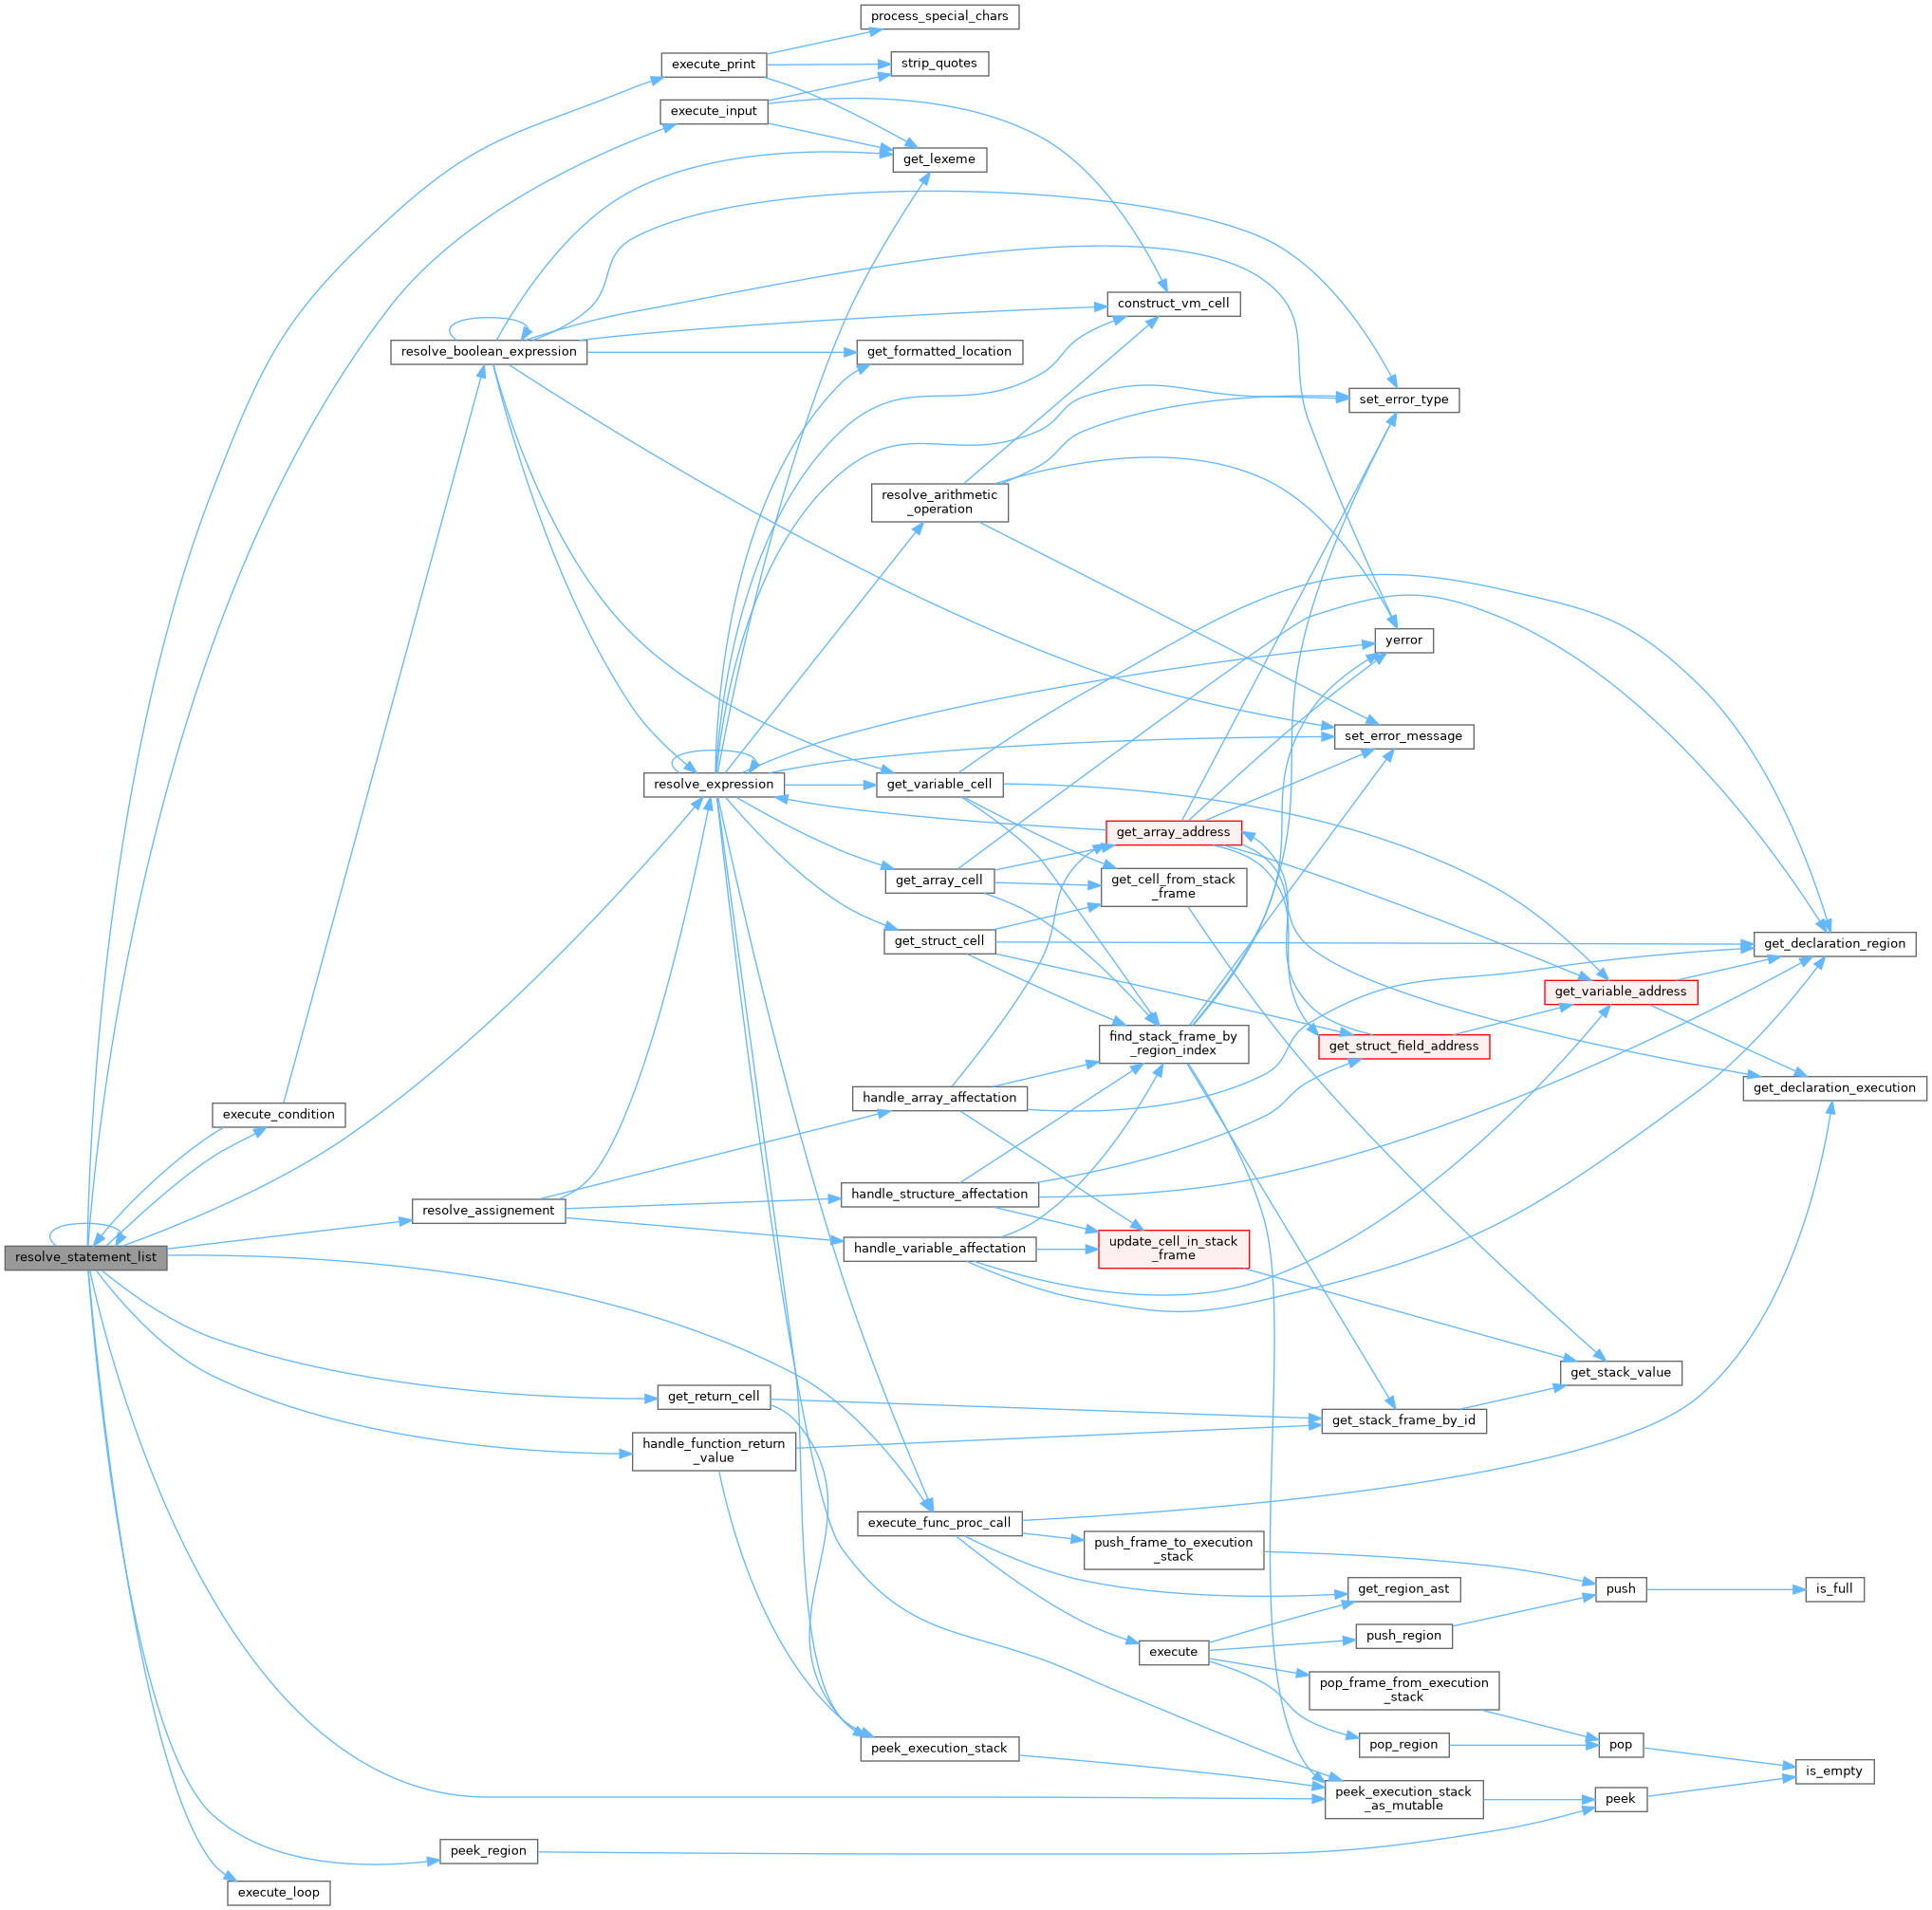 process_special_chars
execute_print
strip_quotes
execute_input
get_lexeme
construct_vm_cell
resolve_boolean_expression
get_formatted_location
set_error_type
resolve_arithmetic
_operation
yerror
set_error_message
resolve_expression
get_variable_cell
get_array_address
get_array_cell
get_cell_from_stack
_frame
get_struct_cell
get_declaration_region
get_variable_address
find_stack_frame_by
_region_index
get_struct_field_address
get_declaration_execution
handle_array_affectation
execute_condition
handle_structure_affectation
resolve_assignement
handle_variable_affectation
update_cell_in_stack
_frame
resolve_statement_list
get_stack_value
get_return_cell
get_stack_frame_by_id
handle_function_return
_value
execute_func_proc_call
push_frame_to_execution
_stack
get_region_ast
push
is_full
push_region
execute
pop_frame_from_execution
_stack
pop_region
pop
peek_execution_stack
is_empty
peek_execution_stack
_as_mutable
peek
peek_region
execute_loop